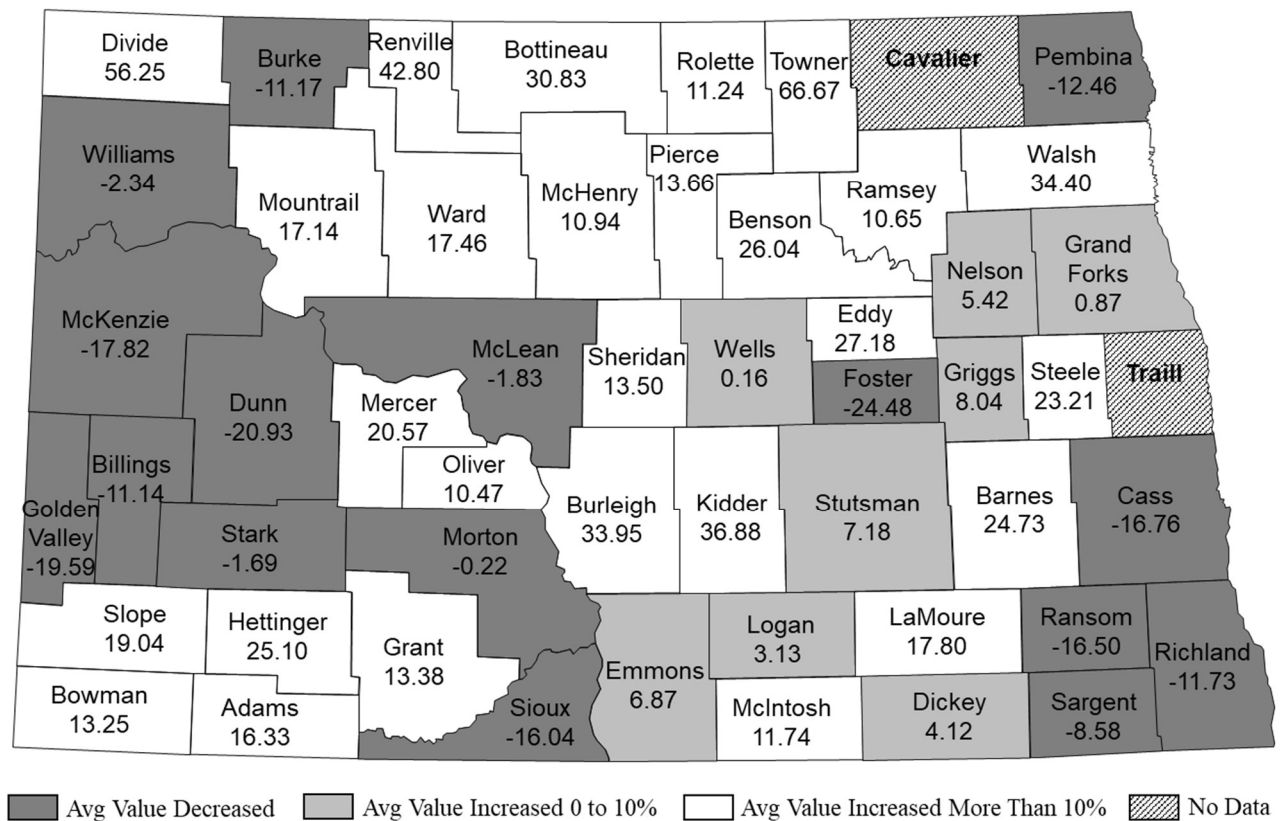 Divide
56.25
Burke
-11.17
Renville
42.80
Bottineau
30.83
Rolette
11.24
Towner
66.67
Cavalier
Pembina
-12.46
Williams
-2.34
Mountrail
17.14
Ward
17.46
McHenry
10.94
Pierce
13.66
Benson
26.04
Ramsey
10.65
Walsh
34.40
Nelson
5.42
Grand
Forks
0.87
McKenzie
-17.82
Dunn
-20.93
McLean
-1.83
Mercer
20.57
Oliver
10.47
Sheridan
13.50
Wells
0.16
Eddy
27.18
Foster
-24.48
Griggs
8.04
Steele
23.21
Traill
Golden
Valley
-19.59
Billings
-11.14
Stark
-1.69
Morton
-0.22
Burleigh
33.95
Kidder
36.88
Stutsman
7.18
Barnes
24.73
Cass
-16.76
Slope
19.04
Hettinger
25.10
Grant
13.38
Emmons
6.87
Logan
3.13
LaMoure
17.80
Ransom
-16.50
Richland
-11.73
Bowman
13.25
Adams
16.33
Sioux
-16.04
McIntosh
11.74
Dickey
4.12
Sargent
-8.58
Avg Value Decreased
Avg Value Increased 0 to 10%
Avg Value Increased More Than 10%
No Data